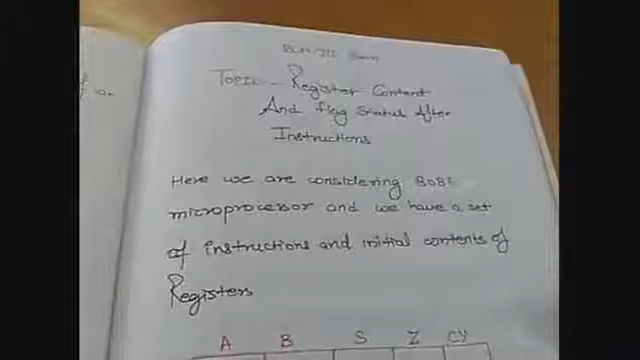 Topic - Register Content
And flag status After
Instructions
Here we are considering 8085
microprocessor and we have a set
of instructions and initial contents of
Registers
A B S Z CY